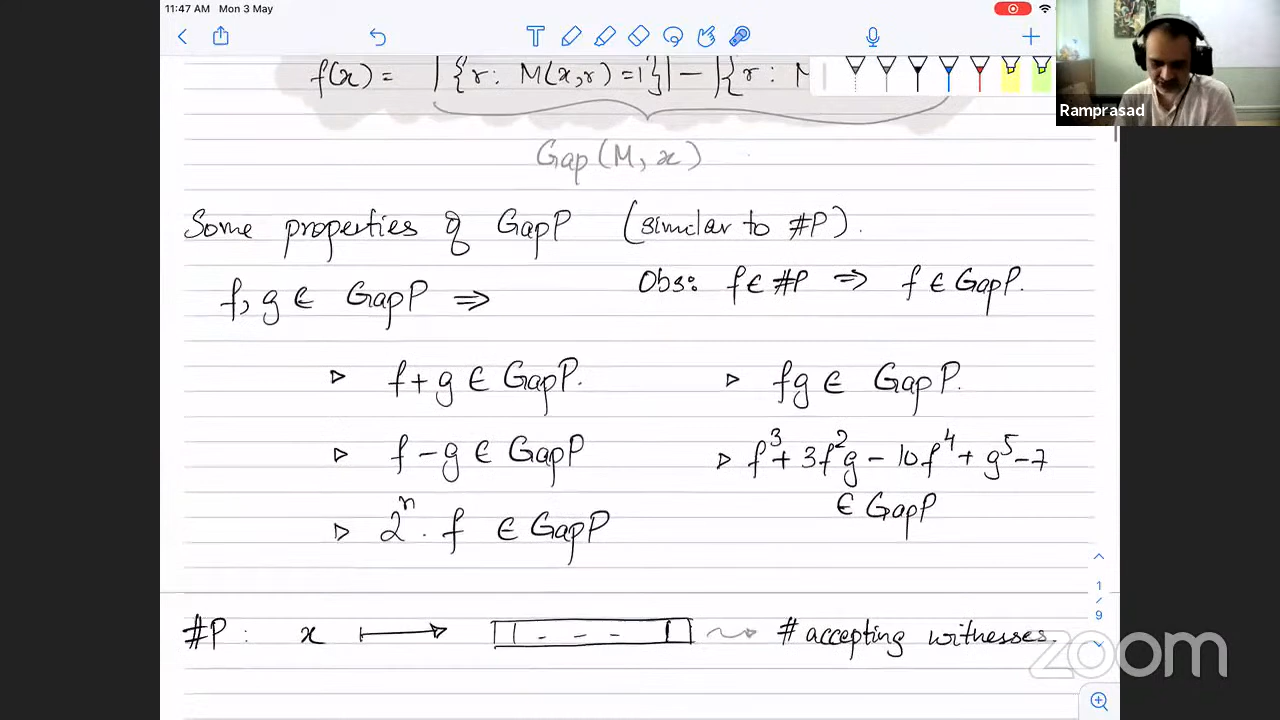 11:47 AM Mon 3 May
f(x) = |{r : M(x,r) = 1}| - |{r : M
Ramprasad
Gap (M, x)
Some properties of GapP (similar to #P).
Obs: f ∈ #P ⇒ f ∈ GapP.
f, g ∈ GapP ⇒
▷ f + g ∈ GapP.
▷ fg ∈ GapP.
▷ f - g ∈ GapP
▷ f³ + 3f²g - 10f⁴ + g⁵ - 7
∈ GapP
▷ 2ⁿ · f ∈ GapP
1
/
9
#P : x ↦ # accepting witnesses.
zoom